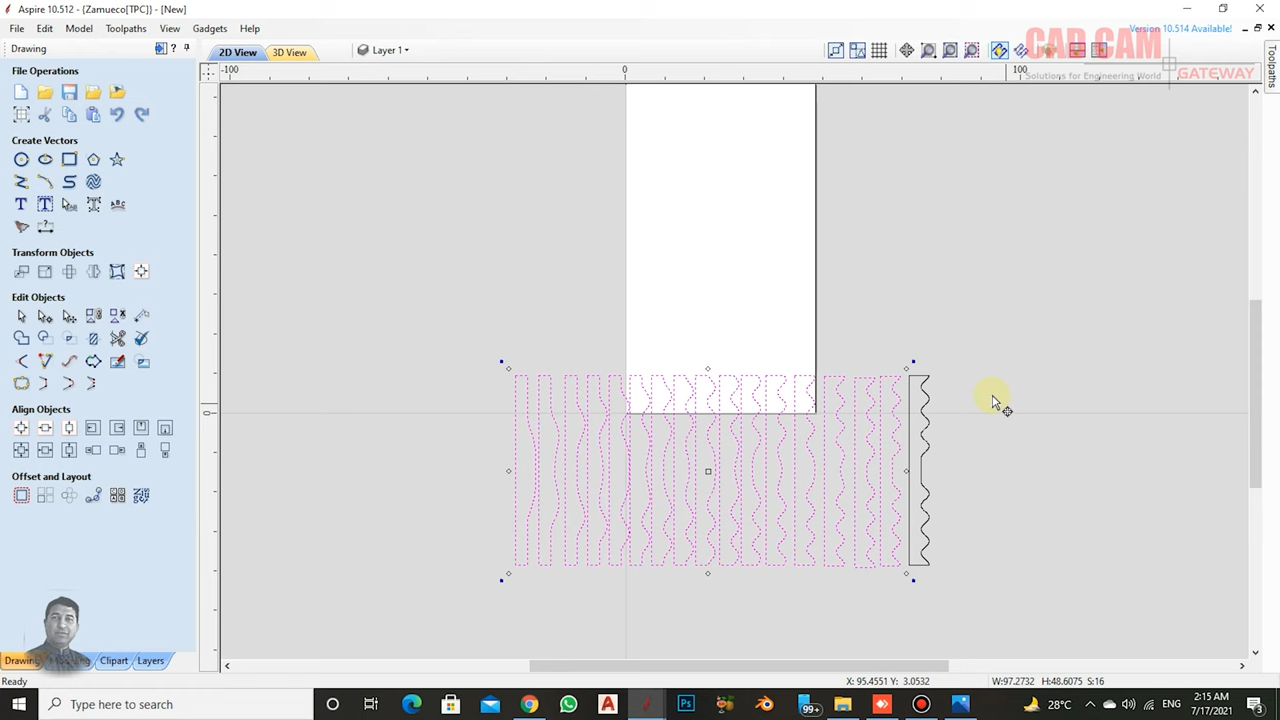 Aspire 10.512 - {Zamueco[TPC]} - [New]
File Edit Model Toolpaths View Gadgets Help
Version 10.514 Available!
Drawing
2D View 3D View Layer 1
CAD CAM
Solutions for Engineering World
GATEWAY
Toolpaths
-100 0 100
File Operations
Create Vectors
Transform Objects
Edit Objects
Align Objects
0
Offset and Layout
Drawing Clipart Layers
Ready
X: 95.4551 Y: 3.0532
W:97.2732 H:48.6075 S:16
Type here to search
99+
28°C
ENG
2:15 AM
7/17/2021
3